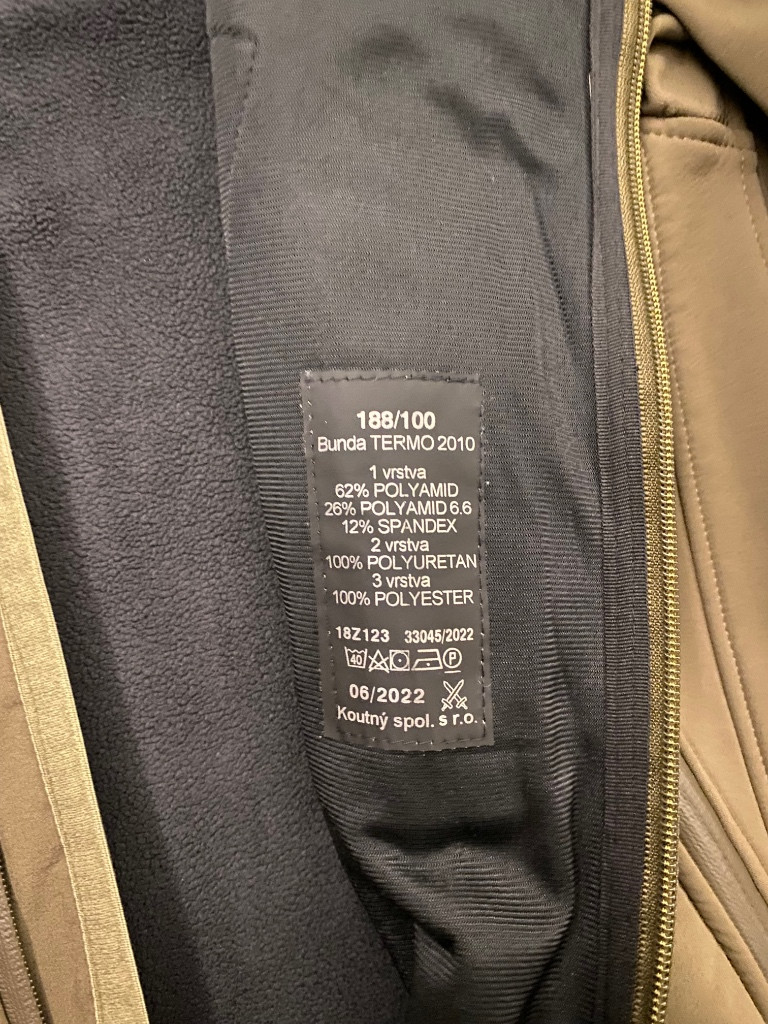 188/100
Bunda TERMO 2010
1 vrstva
62% POLYAMID
26% POLYAMID 6.6
12% SPANDEX
2 vrstva
100% POLYURETAN
3 vrstva
100% POLYESTER
18Z123 33045/2022
40 P
06/2022
Koutný spol. s r.o.